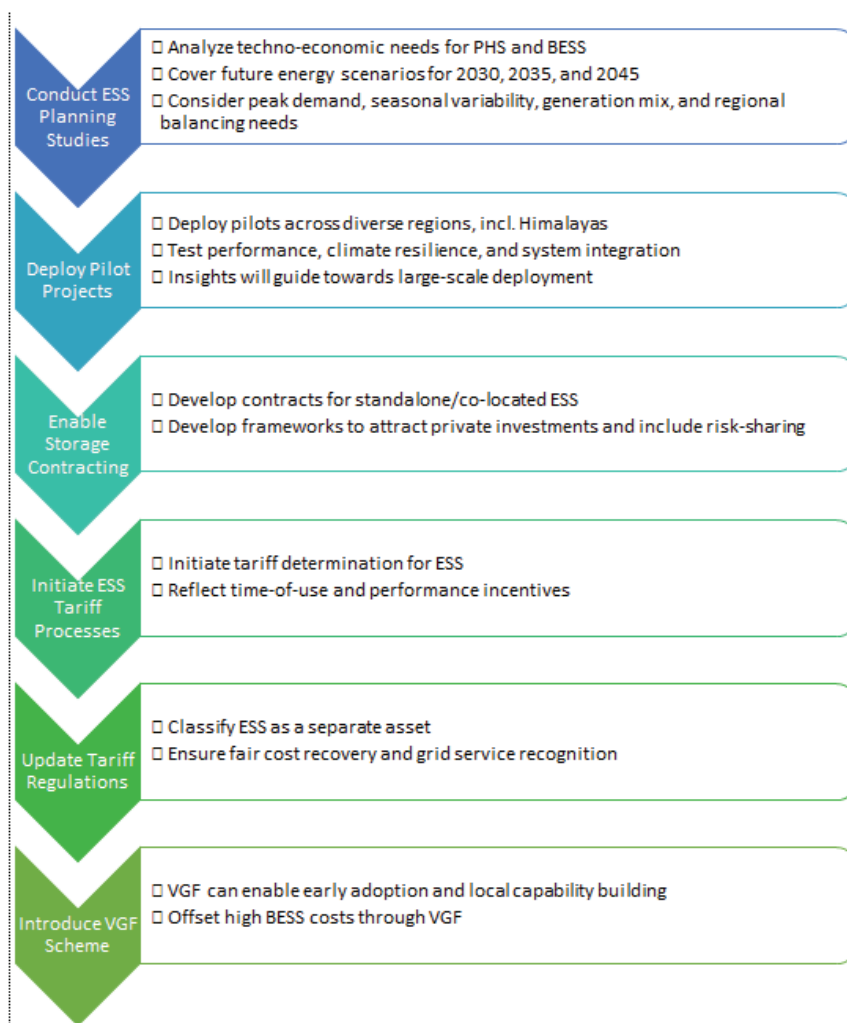 Conduct ESS
Planning
Studies
□ Analyze techno-economic needs for PHS and BESS
□ Cover future energy scenarios for 2030, 2035, and 2045
□ Consider peak demand, seasonal variability, generation mix, and regional
balancing needs
Deploy Pilot
Projects
□ Deploy pilots across diverse regions, incl. Himalayas
□ Test performance, climate resilience, and system integration
□ Insights will guide towards large-scale deployment
Enable
Storage
Contracting
□ Develop contracts for standalone/co-located ESS
□ Develop frameworks to attract private investments and include risk-sharing
Initiate ESS
Tariff
Processes
□ Initiate tariff determination for ESS
□ Reflect time-of-use and performance incentives
Update Tariff
Regulations
□ Classify ESS as a separate asset
□ Ensure fair cost recovery and grid service recognition
Introduce VGF
Scheme
□ VGF can enable early adoption and local capability building
□ Offset high BESS costs through VGF